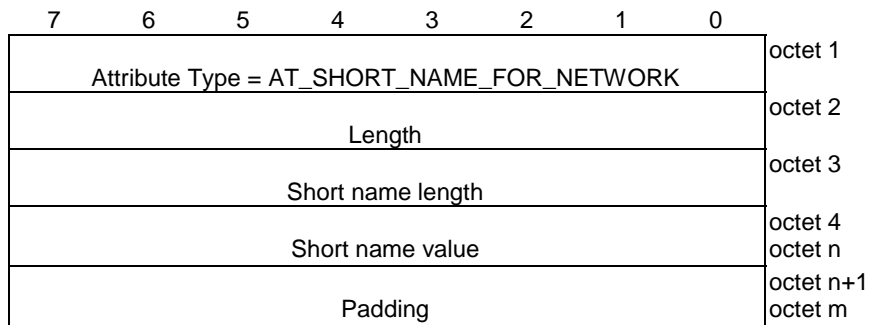 7 6 5 4 3 2 1 0
octet 1
Attribute Type = AT_SHORT_NAME_FOR_NETWORK
octet 2
Length
octet 3
Short name length
octet 4
Short name value octet n
octet n+1
Padding octet m